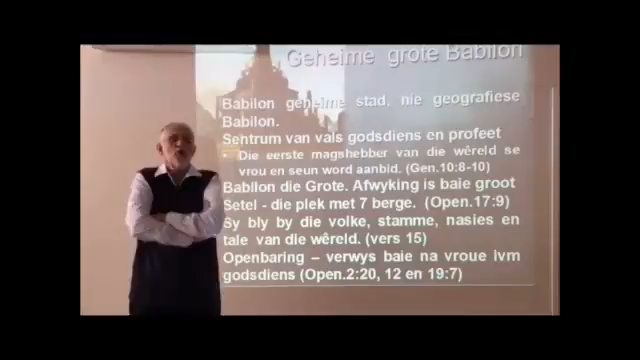 Geheime grote Babilon
Babilon geheime stad, nie geografiese
Babilon.
Sentrum van vals godsdiens en profeet
Die eerste magshebber van die wêreld se
vrou en seun word aanbid. (Gen.10:8-10)
Babilon die Grote. Afwyking is baie groot
Setel - die plek met 7 berge. (Open.17:9)
Sy bly by die volke, stamme, nasies en
tale van die wêreld. (vers 15)
Openbaring – verwys baie na vroue Ivm
godsdiens (Open.2:20, 12 en 19:7)